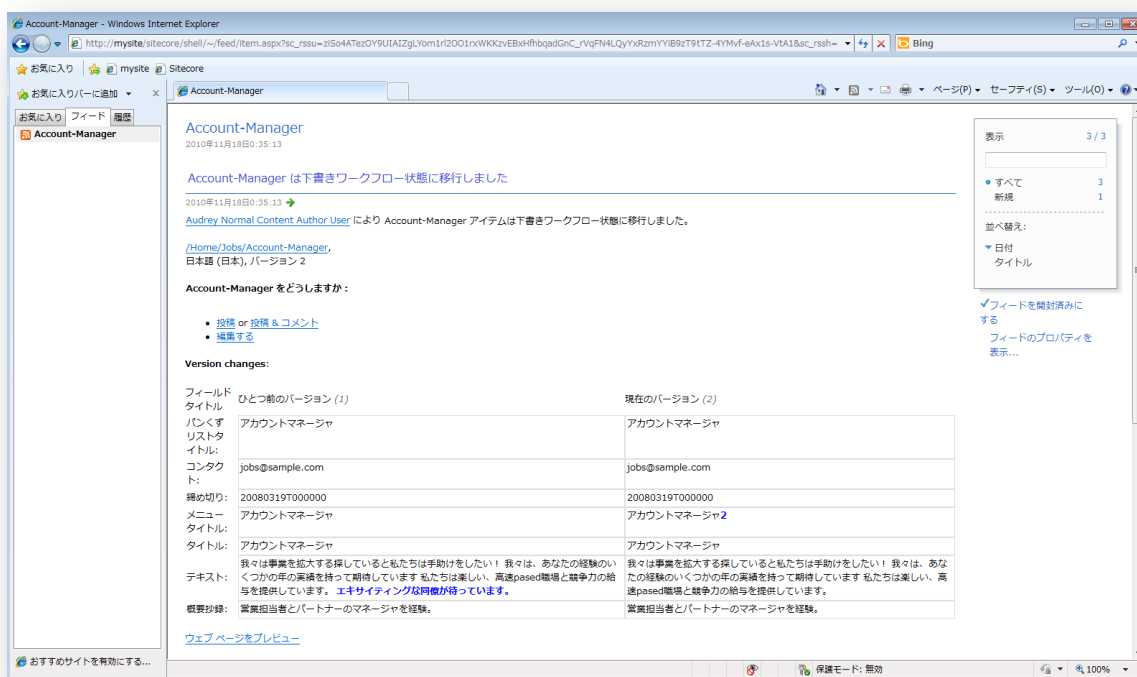 Account-Manager - Windows Internet Explorer
Bing
お気に入り mysite Sitecore
お気に入りバーに追加 x
Account-Manager
ページ(P) セーフティ(S) ツール(O)
お気に入り フィード 履歴
Account-Manager
Account-Manager
2010年11月18日0:35:13
Account-Manager は下書きワークフロー状態に移行しました
2010年11月18日0:35:13
Audrey Normal Content Author User により Account-Manager アイテムは下書きワークフロー状態に移行しました。
/Home/Jobs/Account-Manager,
日本語 (日本), バージョン 2
Account-Manager をどうしますか :
投稿 or 投稿 & コメント
編集する
Version changes:
フィールド
タイトル
ひとつ前のバージョン (1)
現在のバージョン (2)
パンくず
リストタ
イトル:
アカウントマネージャ
アカウントマネージャ
コンタク
ト:
jobs@sample.com
jobs@sample.com
締め切り: 20080319T000000 20080319T000000
メニュー
タイトル:
アカウントマネージャ
アカウントマネージャ2
タイトル: アカウントマネージャ アカウントマネージャ
テキスト:
我々は事業を拡大する探していると私たちは手助けをしたい！ 我々は、あなたの経験のい
くつかの年の実績を持って期待しています 私たちは楽しい、高速pased職場と競争力の給
与を提供しています。 エキサイティングな同僚が待っています。
我々は事業を拡大する探していると私たちは手助けをしたい！ 我々は、あな
たの経験のいくつかの年の実績を持って期待しています 私たちは楽しい、高
速pased職場と競争力の給与を提供しています。
概要抄録: 営業担当者とパートナーのマネージャを経験。 営業担当者とパートナーのマネージャを経験。
ウェブ ページをプレビュー
表示 3 / 3
すべて 3
新規 1
並べ替え:
日付
タイトル
フィードを開封済みに
する
フィードのプロパティを
表示...
おすすめサイトを有効にする...
保護モード: 無効
100%